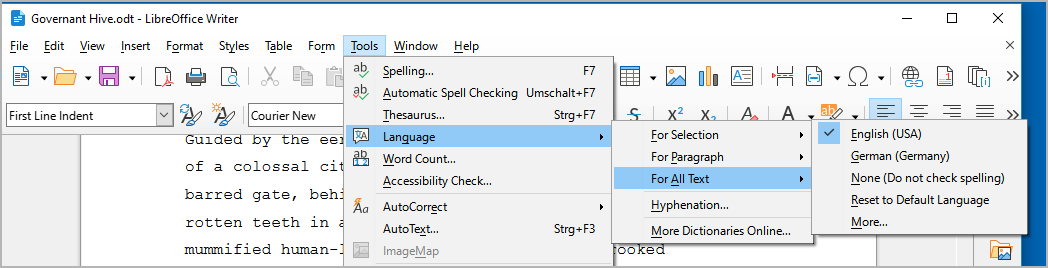 Governant Hive.odt - LibreOffice Writer
File Edit View Insert Format Styles Table Form Tools Window Help
First Line Indent
Courier New
Guided by the eer
of a colossal cit
barred gate, behi
rotten teeth in a
mummified human-l
ooked
Spelling... F7
Automatic Spell Checking Umschalt+F7
Thesaurus... Strg+F7
Language
Word Count...
Accessibility Check...
AutoCorrect
AutoText... Strg+F3
ImageMap
For Selection
For Paragraph
For All Text
Hyphenation...
More Dictionaries Online...
English (USA)
German (Germany)
None (Do not check spelling)
Reset to Default Language
More...